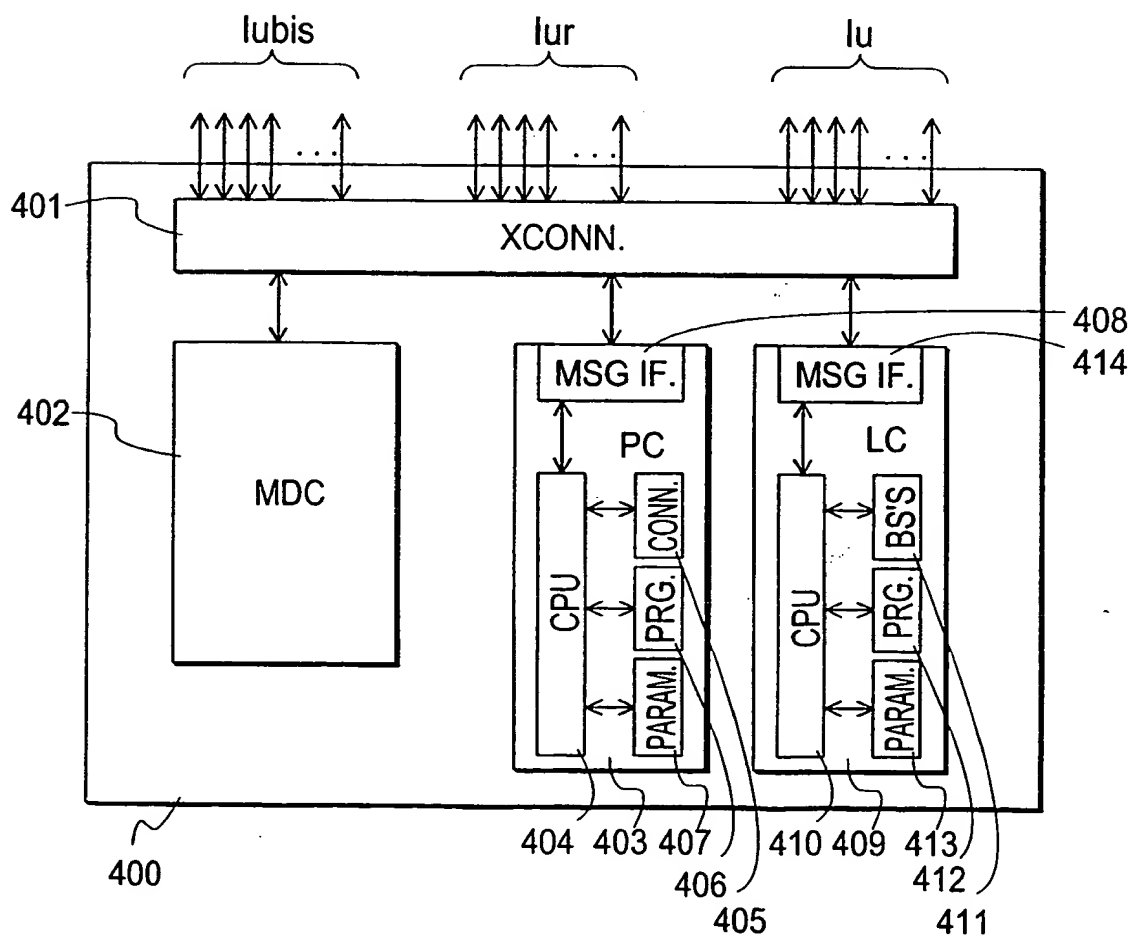 Iubis
Iur
Iu
...
...
...
401
XCONN.
408
414
MSG IF.
MSG IF.
402
PC
LC
MDC
CPU
CONN.
PRG.
PARAM.
CPU
BS'S
PRG.
PARAM.
400
404
403
407
406
405
410
409
413
412
411